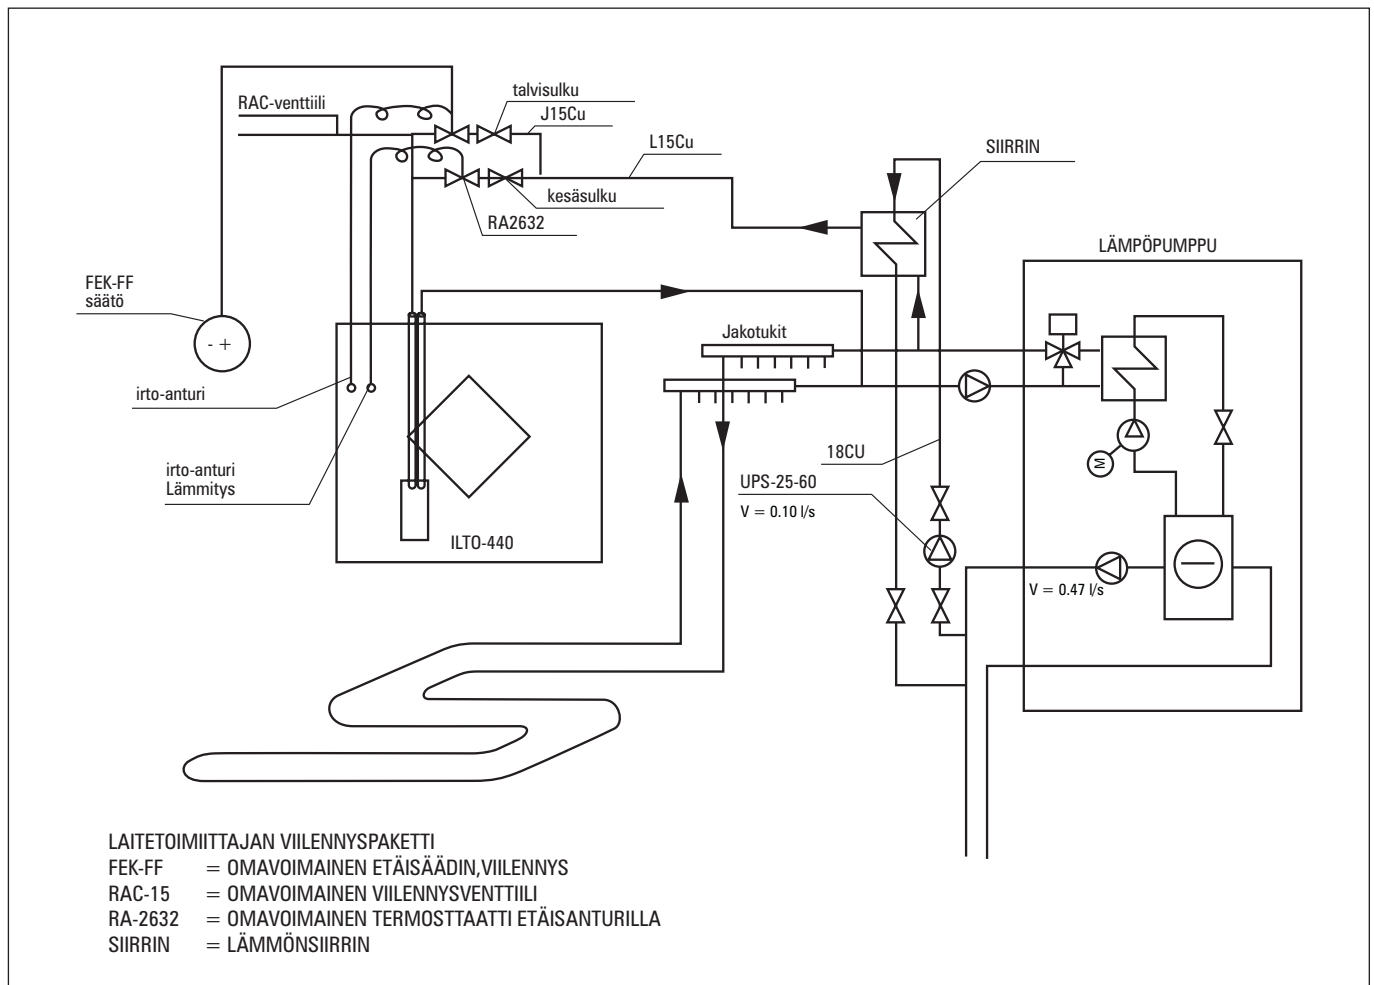 talvisulku
RAC-venttiili
J15Cu
L15Cu
SIIRRIN
kesäsulku
RA2632
LÄMPÖPUMPPU
FEK-FF
säätö
Jakotukit
- +
irto-anturi
18CU
irto-anturi
Lämmitys
UPS-25-60
V = 0.10 l/s
M
ILTO-440
V = 0.47 l/s
LAITETOIMITTAJAN VIILENNYSPAKETTI
FEK-FF = OMAVOIMAINEN ETÄISÄÄDIN,VIILENNYS
RAC-15 = OMAVOIMAINEN VIILENNYSVENTTIILI
RA-2632 = OMAVOIMAINEN TERMOSTTAATTI ETÄISANTURILLA
SIIRRIN = LÄMMÖNSIIRRIN